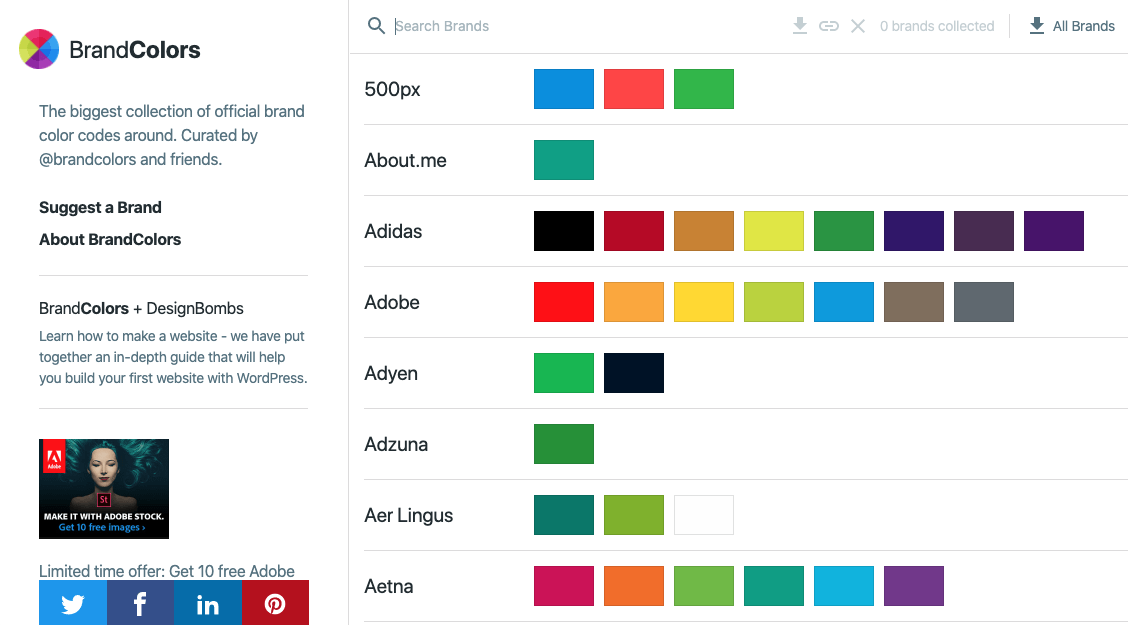 BrandColors
The biggest collection of official brand
color codes around. Curated by
@brandcolors and friends.
Suggest a Brand
About BrandColors
BrandColors + DesignBombs
Learn how to make a website - we have put
together an in-depth guide that will help
you build your first website with WordPress.
Adobe
St
MAKE IT WITH ADOBE STOCK.
Get 10 free images ›
Limited time offer: Get 10 free Adobe
Search Brands
0 brands collected
All Brands
500px
About.me
Adidas
Adobe
Adyen
Adzuna
Aer Lingus
Aetna